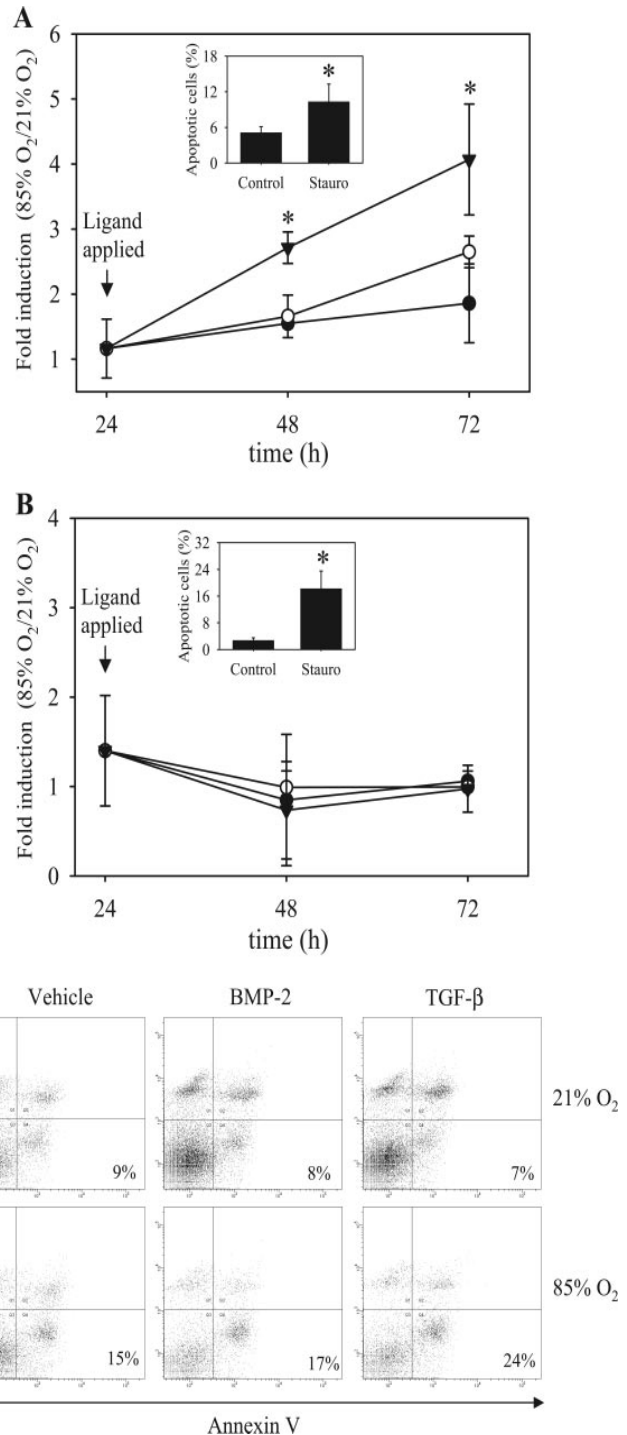 A
Fold induction (85% O₂/21% O₂)
6
5
4
3
2
1
Ligand
applied
Apoptotic cells (%)
18
12
6
0
*
Control
Stauro
*
*
24
48
72
time (h)
B
Fold induction (85% O₂/21% O₂)
4
3
2
1
0
Ligand
applied
Apoptotic cells (%)
32
24
16
8
0
*
Control
Stauro
24
48
72
time (h)
Vehicle
BMP-2
TGF-β
9%
8%
7%
21% O₂
15%
17%
24%
85% O₂
Annexin V